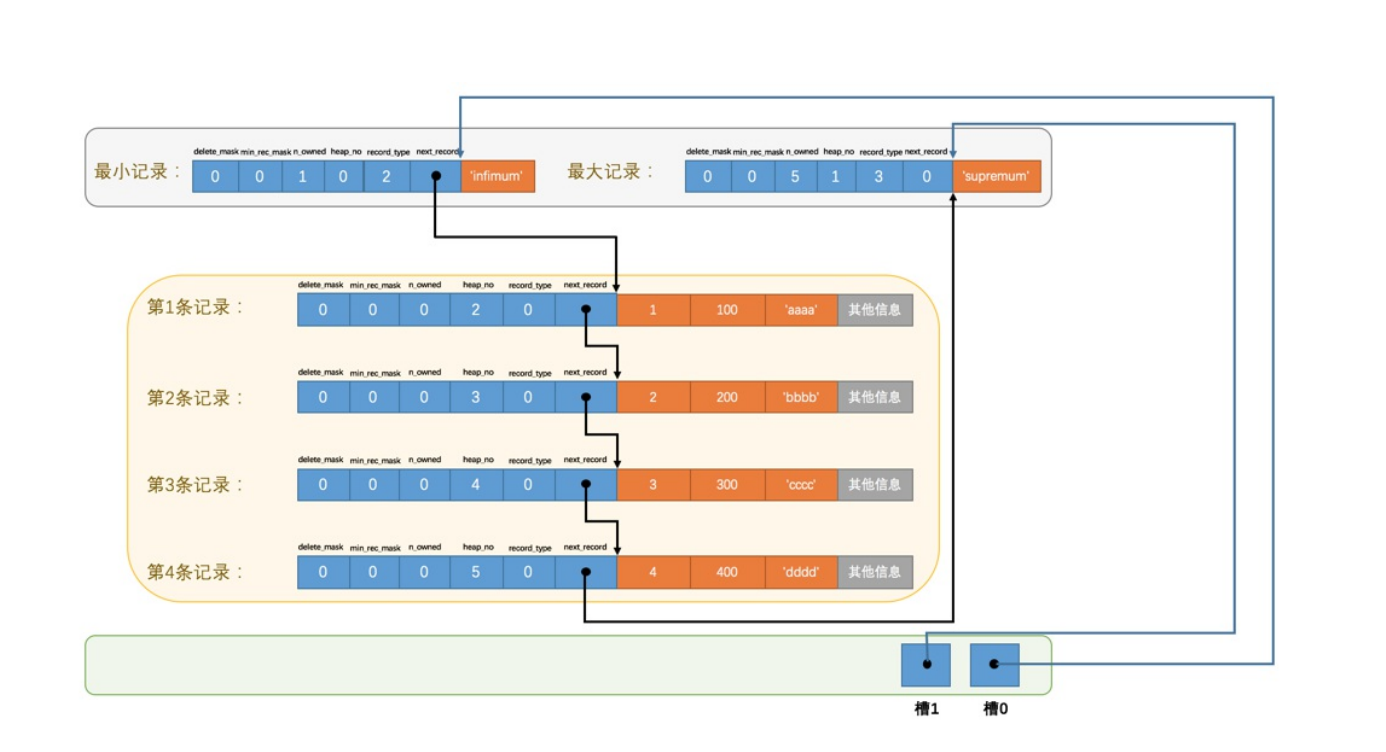 delete_mask min_rec_mask n_owned heap_no record_type next_record
最小记录： 0 0 1 0 2 'infimum'
delete_mask min_rec_mask n_owned heap_no record_type next_record
最大记录： 0 0 5 1 3 0 'supremum'
delete_mask min_rec_mask n_owned heap_no record_type next_record
第1条记录： 0 0 0 2 0 1 100 'aaaa' 其他信息
delete_mask min_rec_mask n_owned heap_no record_type next_record
第2条记录： 0 0 0 3 0 2 200 'bbbb' 其他信息
delete_mask min_rec_mask n_owned heap_no record_type next_record
第3条记录： 0 0 0 4 0 3 300 'cccc' 其他信息
delete_mask min_rec_mask n_owned heap_no record_type next_record
第4条记录： 0 0 0 5 0 4 400 'dddd' 其他信息
槽1 槽0